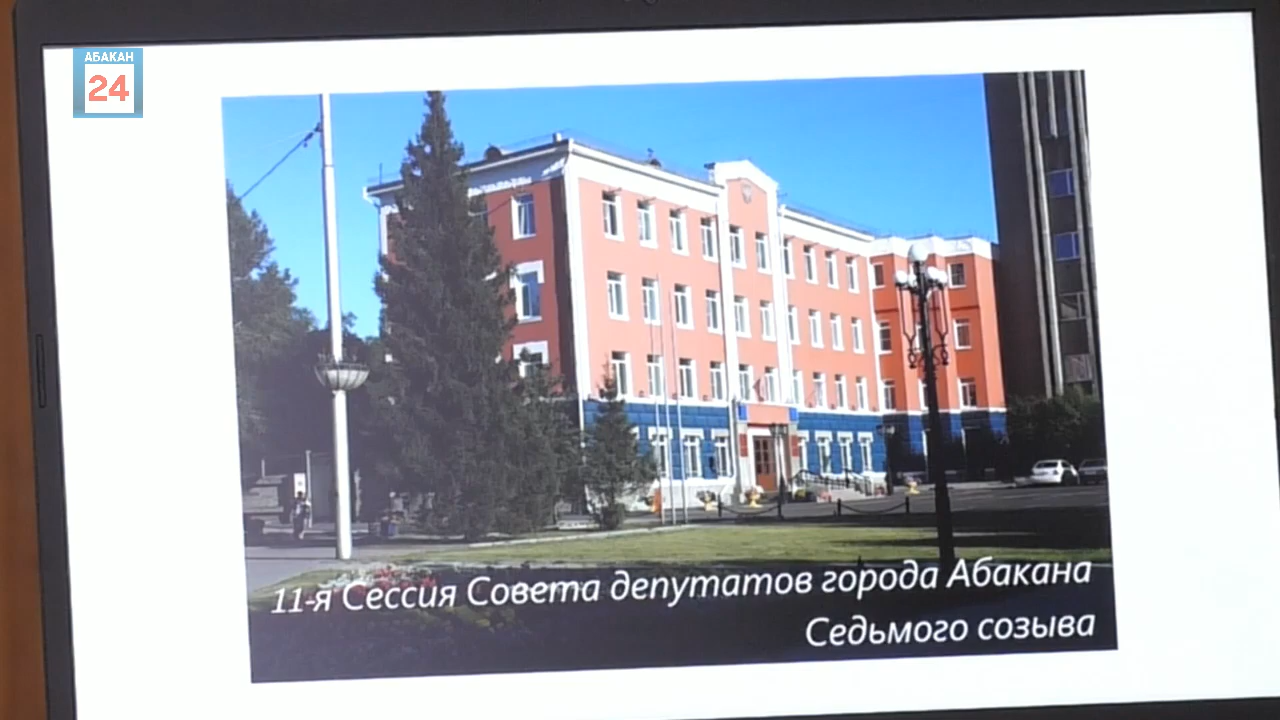 АБАКАН
24
11-я Сессия Совета депутатов города Абакана
Седьмого созыва